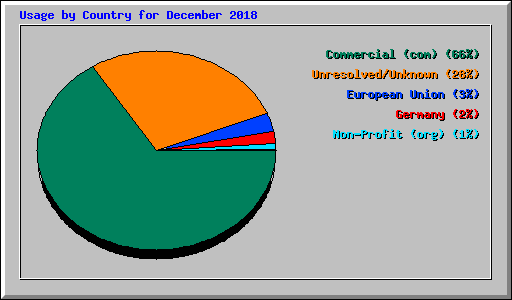 Usage by Country for December 2018
Commercial (com) (66%)
Unresolved/Unknown (28%)
European Union (3%)
Germany (2%)
Non-Profit (org) (1%)